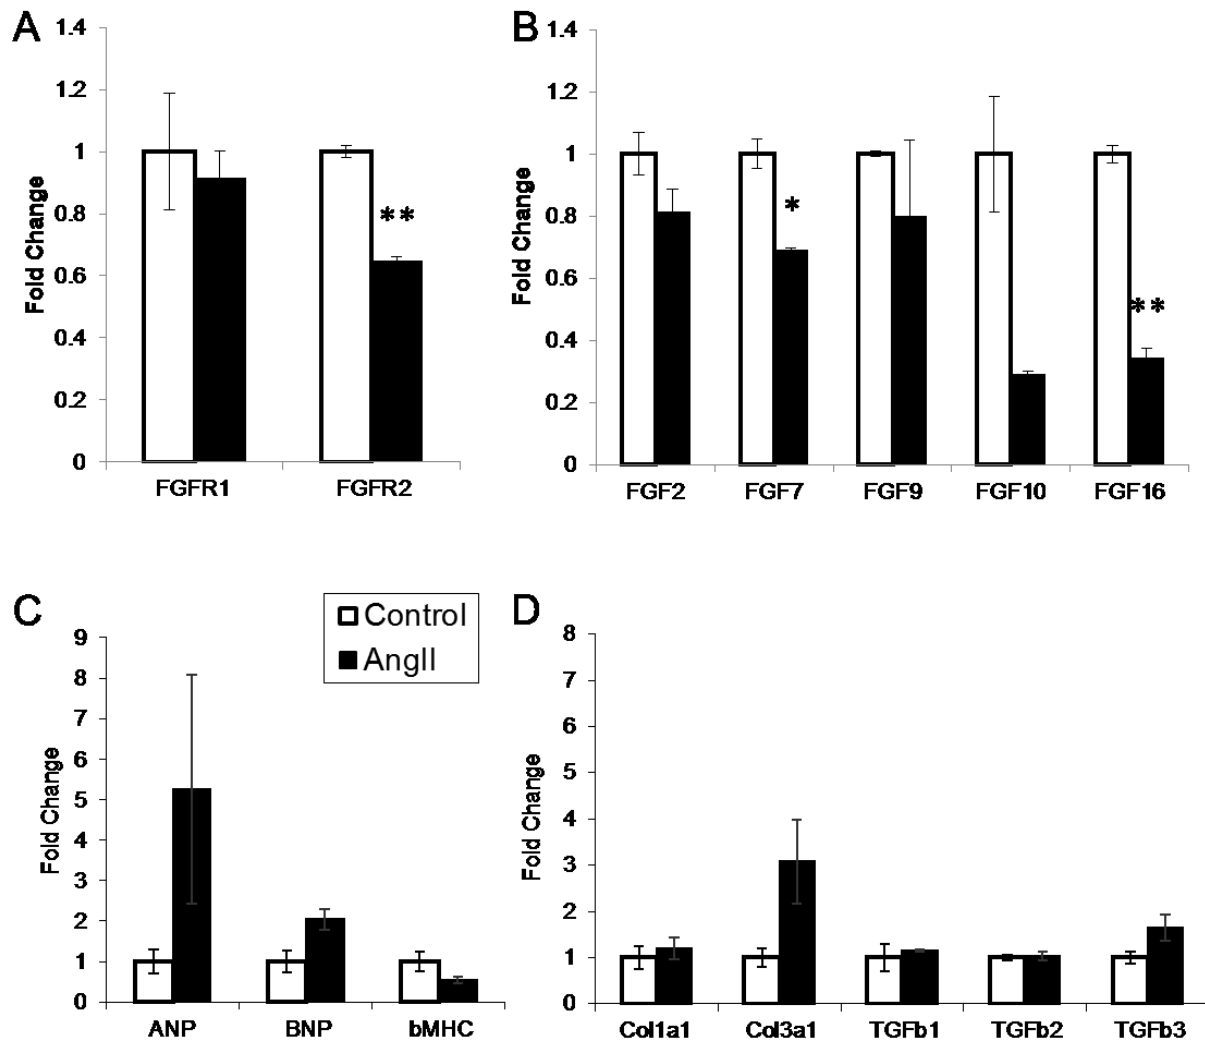 A
Fold Change
1.4
1.2
1
0.8
0.6
0.4
0.2
0
**
FGFR1 FGFR2
B
Fold Change
1.4
1.2
1
0.8
0.6
0.4
0.2
0
*
**
FGF2 FGF7 FGF9 FGF10 FGF16
C
Control
AngII
Fold Change
9
8
7
6
5
4
3
2
1
0
ANP BNP bMHC
D
Fold Change
8
7
6
5
4
3
2
1
0
Col1a1 Col3a1 TGFb1 TGFb2 TGFb3